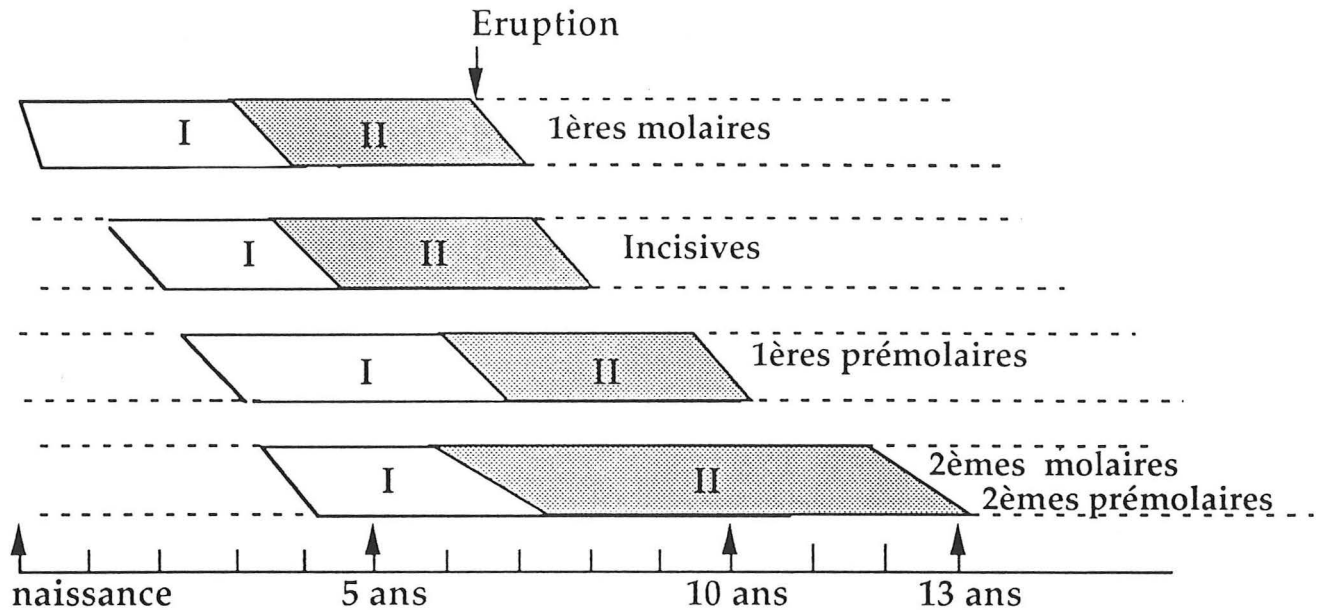 Eruption
I II 1ères molaires
I II Incisives
I II 1ères prémolaires
I II 2èmes molaires
2èmes prémolaires
naissance 5 ans 10 ans 13 ans